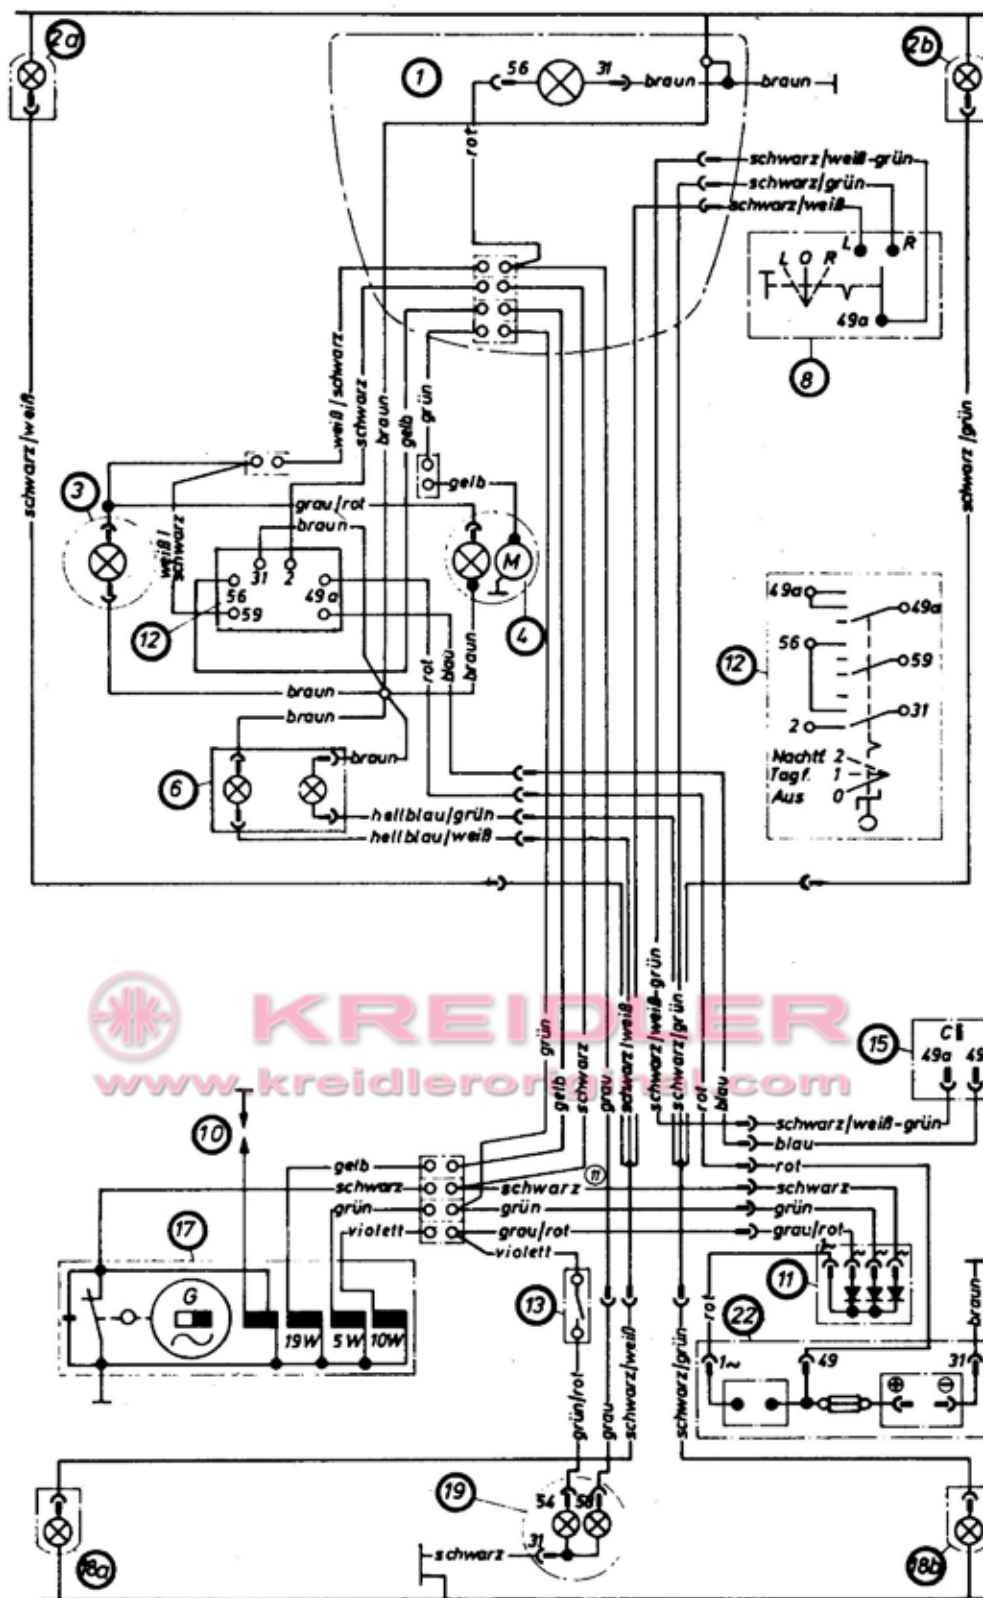 2a
2b
1
56
31
braun
braun
rot
schwarz/weiß-grün
schwarz/grün
schwarz/weiß
L
R
L O R
49a
8
weiß/schwarz
schwarz
braun
gelb
grün
schwarz/weiß
schwarz/grün
3
gelb
grau/rot
braun
weiß/
schwarz
31
2
56
49a
59
M
12
4
rot
blau
braun
braun
braun
braun
6
hellblau/grün
hellblau/weiß
49a
49a
56
59
12
31
2
Nachtf. 2
Tagf. 1
Aus 0
KREIDLER
www.kreidleroriginal.com
grün
gelb
schwarz
grau
schwarz/weiß
schwarz/weiß-grün
schwarz/grün
rot
blau
15
C
49a
49
schwarz/weiß-grün
blau
rot
10
gelb
schwarz
schwarz
11
schwarz
grün
grün
grün
violett
grau/rot
grau/rot
violett
17
G
19W
5W
10W
13
11
22
rot
braun
1~
49
31
grün/rot
grau
schwarz/weiß
schwarz/grün
19
54
58
31
schwarz
18a
18b